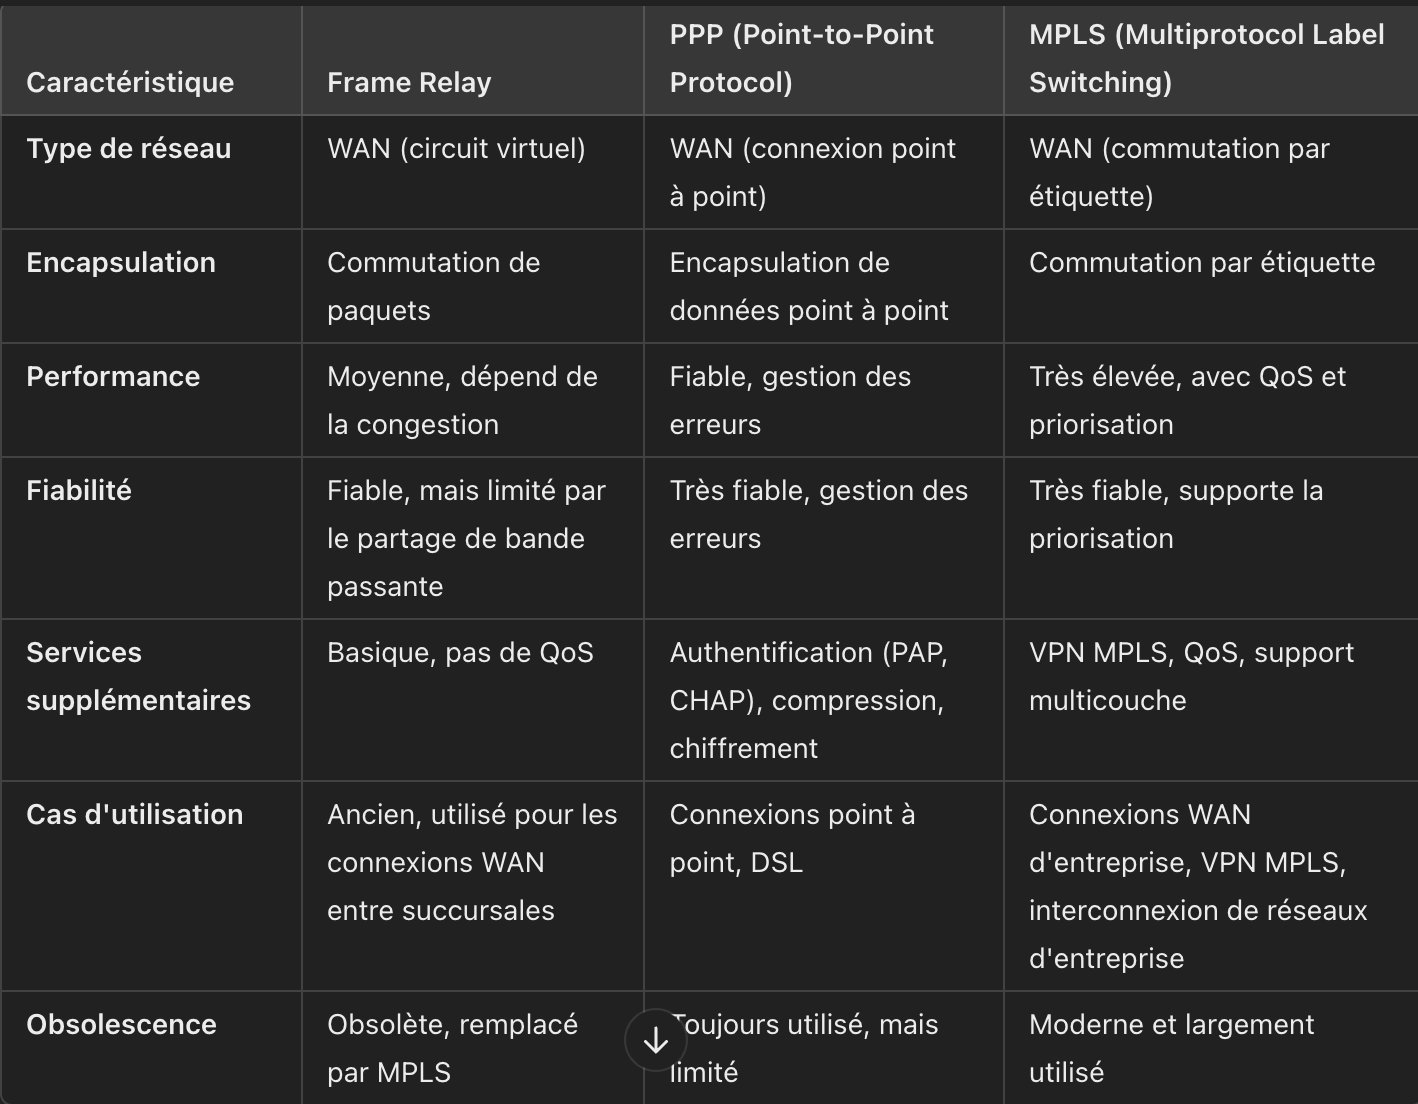 Caractéristique
Frame Relay
PPP (Point-to-Point
Protocol)
MPLS (Multiprotocol Label
Switching)
Type de réseau
WAN (circuit virtuel)
WAN (connexion point
à point)
WAN (commutation par
étiquette)
Encapsulation
Commutation de
paquets
Encapsulation de
données point à point
Commutation par étiquette
Performance
Moyenne, dépend de
la congestion
Fiable, gestion des
erreurs
Très élevée, avec QoS et
priorisation
Fiabilité
Fiable, mais limité par
le partage de bande
passante
Très fiable, gestion des
erreurs
Très fiable, supporte la
priorisation
Services
supplémentaires
Basique, pas de QoS
Authentification (PAP,
CHAP), compression,
chiffrement
VPN MPLS, QoS, support
multicouche
Cas d'utilisation
Ancien, utilisé pour les
connexions WAN
entre succursales
Connexions point à
point, DSL
Connexions WAN
d'entreprise, VPN MPLS,
interconnexion de réseaux
d'entreprise
Obsolescence
Obsolète, remplacé
par MPLS
Toujours utilisé, mais
limité
Moderne et largement
utilisé